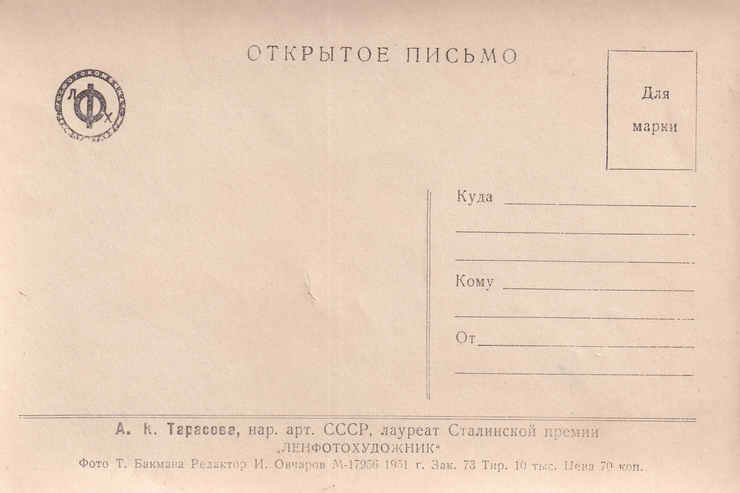 ОТКРЫТОЕ ПИСЬМО
Л Ф Х
Для
марки
Куда
Кому
От
А. К. Тарасова, нар. арт. СССР, лауреат Сталинской премии
„ЛЕНФОТОХУДОЖНИК“
Фото Т. Бакмана Редактор И. Овчаров М-17956 1951 г. Зак. 73 Тир. 10 тыс. Цена 70 коп.